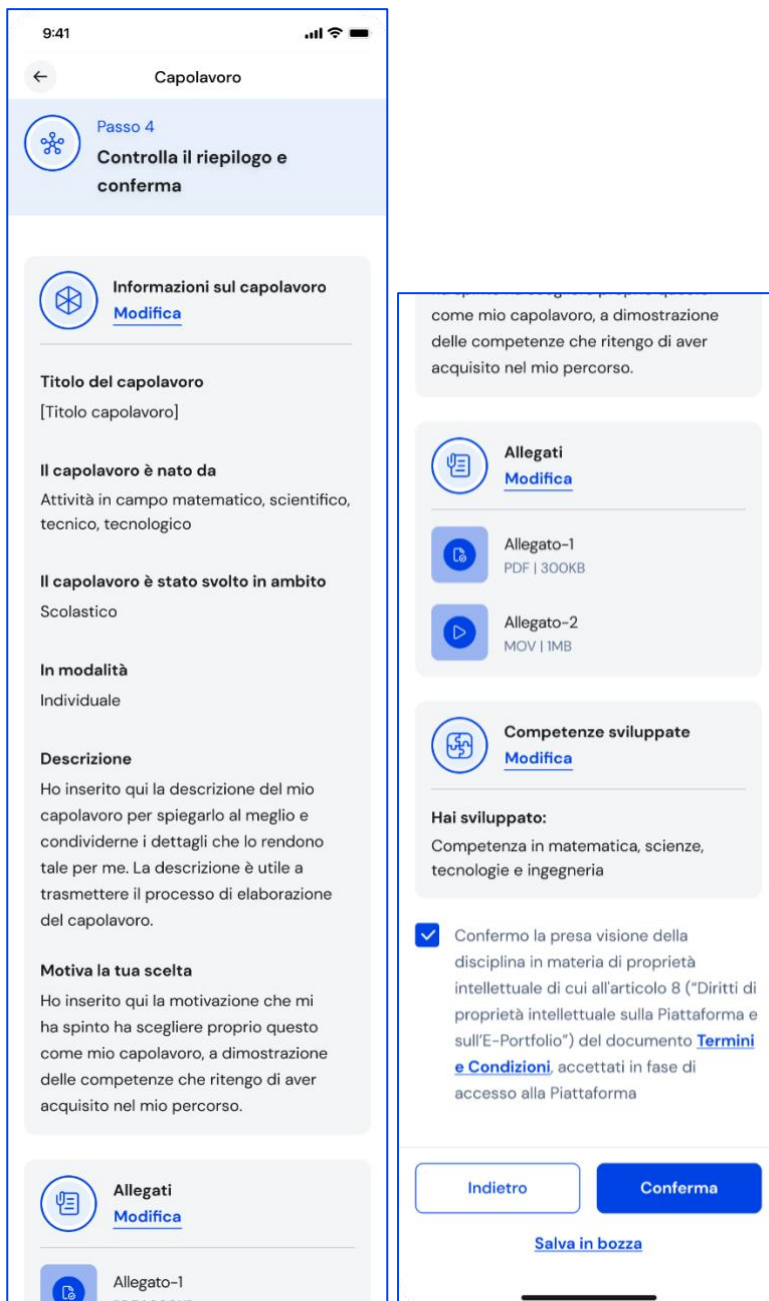 9:41
Capolavoro
Passo 4
Controlla il riepilogo e
conferma
Informazioni sul capolavoro
Modifica
Titolo del capolavoro
[Titolo capolavoro]
Il capolavoro è nato da
Attività in campo matematico, scientifico,
tecnico, tecnologico
Il capolavoro è stato svolto in ambito
Scolastico
In modalità
Individuale
Descrizione
Ho inserito qui la descrizione del mio
capolavoro per spiegarlo al meglio e
condividerne i dettagli che lo rendono
tale per me. La descrizione è utile a
trasmettere il processo di elaborazione
del capolavoro.
Motiva la tua scelta
Ho inserito qui la motivazione che mi
ha spinto ha scegliere proprio questo
come mio capolavoro, a dimostrazione
delle competenze che ritengo di aver
acquisito nel mio percorso.
Allegati
Modifica
Allegato-1
come mio capolavoro, a dimostrazione
delle competenze che ritengo di aver
acquisito nel mio percorso.
Allegati
Modifica
Allegato-1
PDF | 300KB
Allegato-2
MOV | 1MB
Competenze sviluppate
Modifica
Hai sviluppato:
Competenza in matematica, scienze,
tecnologie e ingegneria
Confermo la presa visione della
disciplina in materia di proprietà
intellettuale di cui all'articolo 8 (“Diritti di
proprietà intellettuale sulla Piattaforma e
sull’E-Portfolio”) del documento Termini
e Condizioni, accettati in fase di
accesso alla Piattaforma
Indietro
Conferma
Salva in bozza